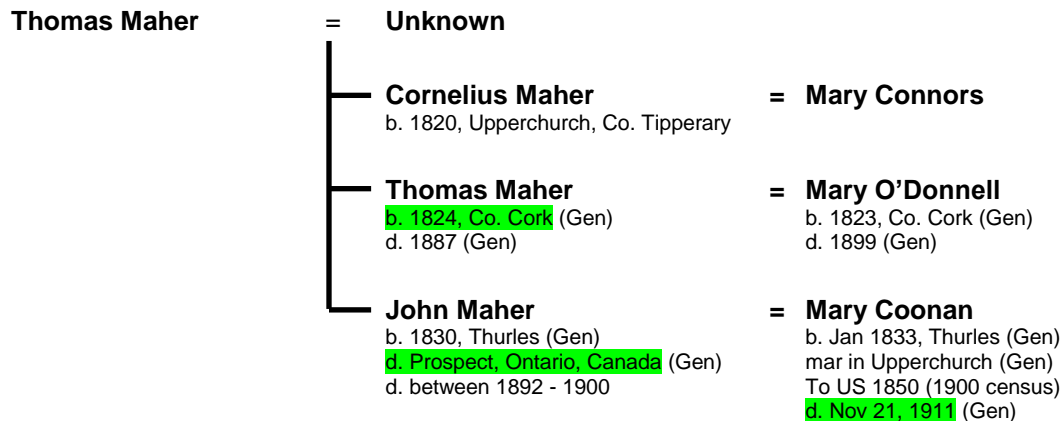 Thomas Maher = Unknown
Cornelius Maher = Mary Connors
b. 1820, Upperchurch, Co. Tipperary
Thomas Maher = Mary O’Donnell
b. 1824, Co. Cork (Gen) b. 1823, Co. Cork (Gen)
d. 1887 (Gen) d. 1899 (Gen)
John Maher = Mary Coonan
b. 1830, Thurles (Gen) b. Jan 1833, Thurles (Gen)
d. Prospect, Ontario, Canada (Gen) mar in Upperchurch (Gen)
d. between 1892 - 1900 To US 1850 (1900 census)
d. Nov 21, 1911 (Gen)